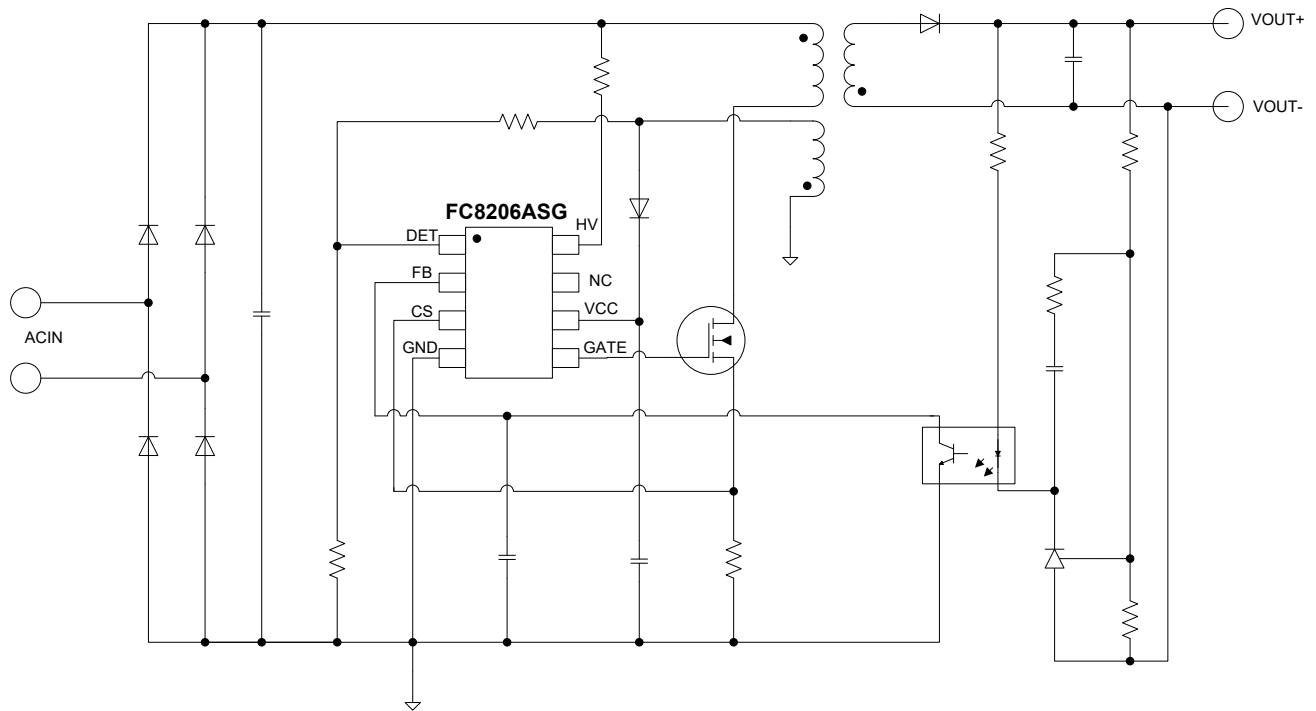 VOUT+
VOUT-
FC8206ASG
DET
HV
FB
NC
CS
VCC
GND
GATE
ACIN